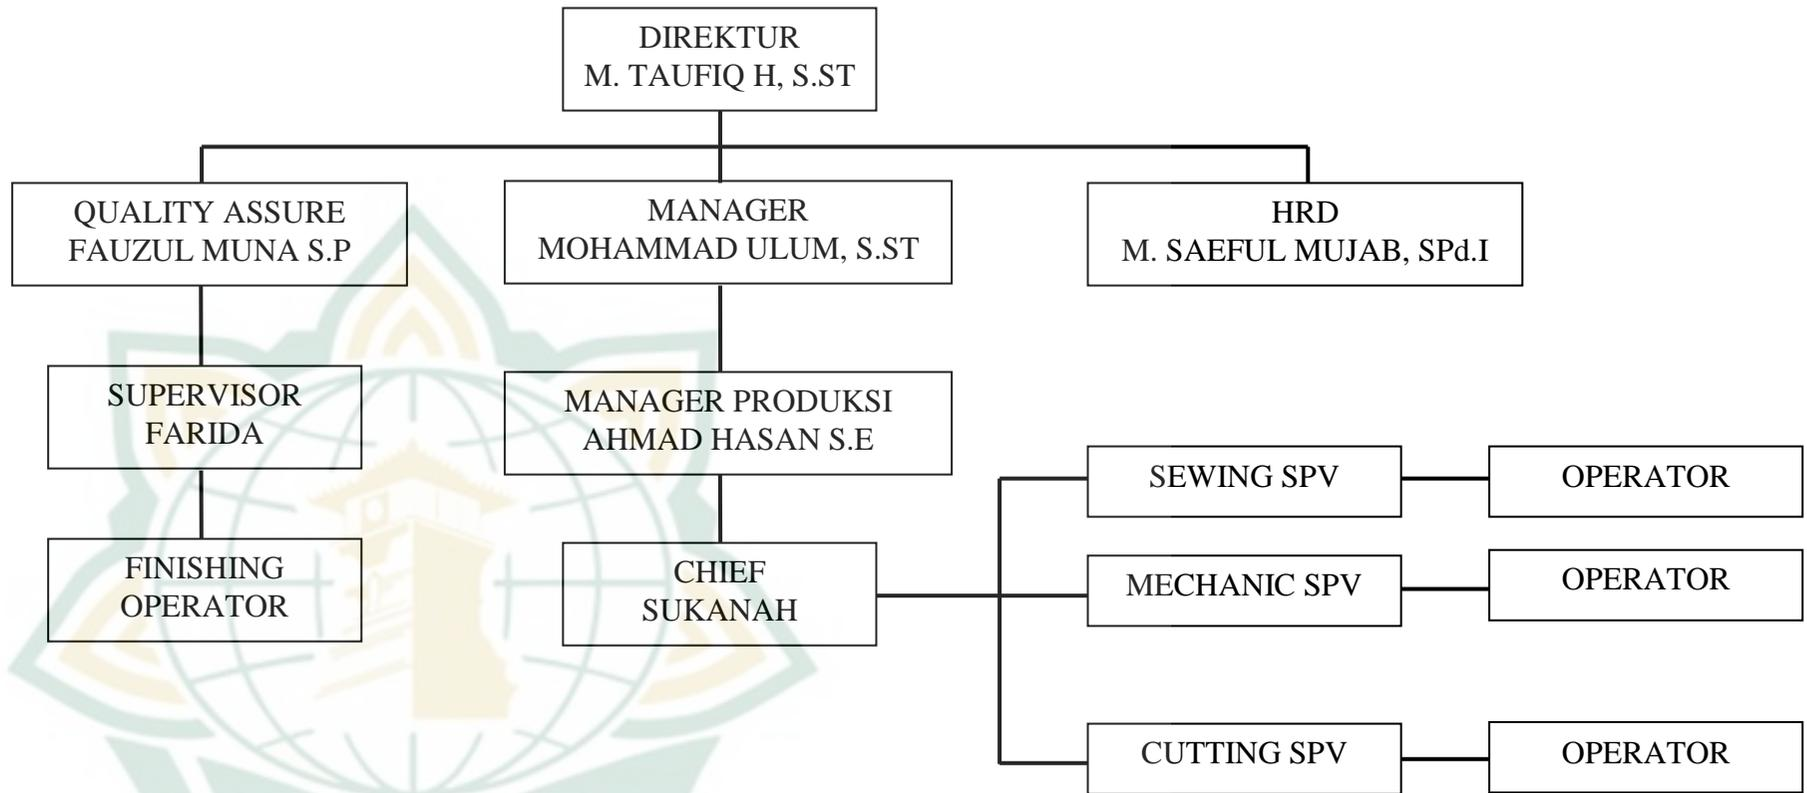 DIREKTUR
M. TAUFIQ H, S.ST
QUALITY ASSURE
FAUZUL MUNA S.P
MANAGER
MOHAMMAD ULUM, S.ST
HRD
M. SAEFUL MUJAB, SPd.I
SUPERVISOR
FARIDA
MANAGER PRODUKSI
AHMAD HASAN S.E
FINISHING
OPERATOR
CHIEF
SUKANAH
SEWING SPV
OPERATOR
MECHANIC SPV
OPERATOR
CUTTING SPV
OPERATOR